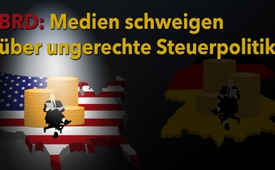 BRD: Medien schweigen
über ungerechte Steuerpolitik